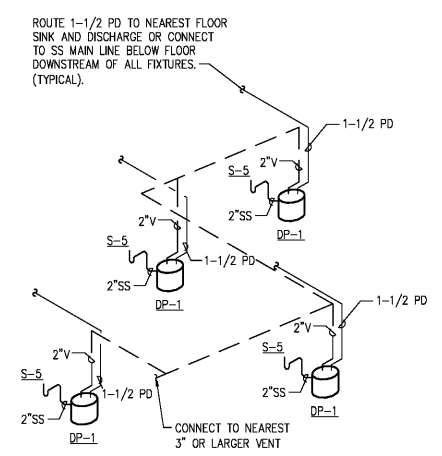 ROUTE 1-1/2 PD TO NEAREST FLOOR
SINK AND DISCHARGE OR CONNECT
TO SS MAIN LINE BELOW FLOOR
DOWNSTREAM OF ALL FIXTURES.
(TYPICAL).
1-1/2 PD
2"V
S-5
2"SS
DP-1
2"V
S-5
1-1/2 PD
2"SS
DP-1
1-1/2 PD
2"V
S-5
2"SS
DP-1
2"V
S-5
1-1/2 PD
2"SS
DP-1
CONNECT TO NEAREST
3" OR LARGER VENT